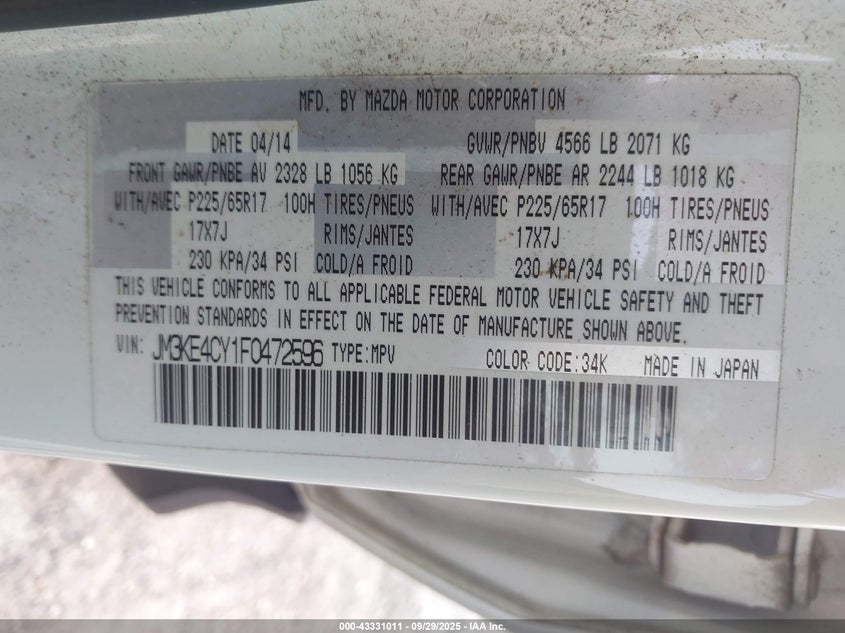 MFD. BY MAZDA MOTOR CORPORATION
DATE 04/14 GVWR/PNBV 4566 LB 2071 KG
FRONT GAWR/PNBE AV 2328 LB 1056 KG REAR GAWR/PNBE AR 2244 LB 1018 KG
WITH/AVEC P225/65R17 100H TIRES/PNEUS WITH/AVEC P225/65R17 100H TIRES/PNEUS
17X7J RIMS/JANTES 17X7J RIMS/JANTES
230 KPA/34 PSI COLD/A FROID 230 KPA/34 PSI COLD/A FROID
THIS VEHICLE CONFORMS TO ALL APPLICABLE FEDERAL MOTOR VEHICLE SAFETY AND THEFT
PREVENTION STANDARDS IN EFFECT ON THE DATE OF MANUFACTURE SHOWN ABOVE.
VIN: JM3KE4CY1F0472596 TYPE:MPV COLOR CODE:34K MADE IN JAPAN
000-43331011 - 09/29/2025 - IAA Inc.